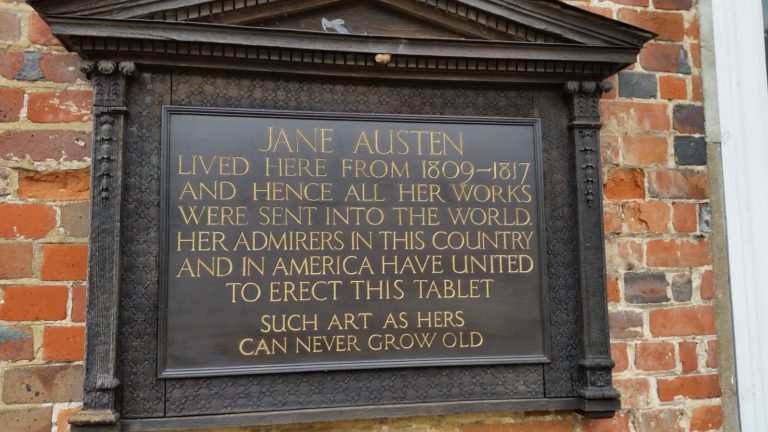 JANE AUSTEN
LIVED HERE FROM 1809–1817
AND HENCE ALL HER WORKS
WERE SENT INTO THE WORLD.
HER ADMIRERS IN THIS COUNTRY
AND IN AMERICA HAVE UNITED
TO ERECT THIS TABLET
SUCH ART AS HERS
CAN NEVER GROW OLD